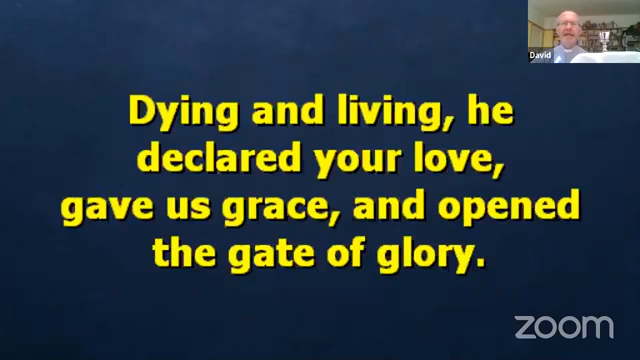 David
Dying and living, he
declared your love,
gave us grace, and opened
the gate of glory.
zoom